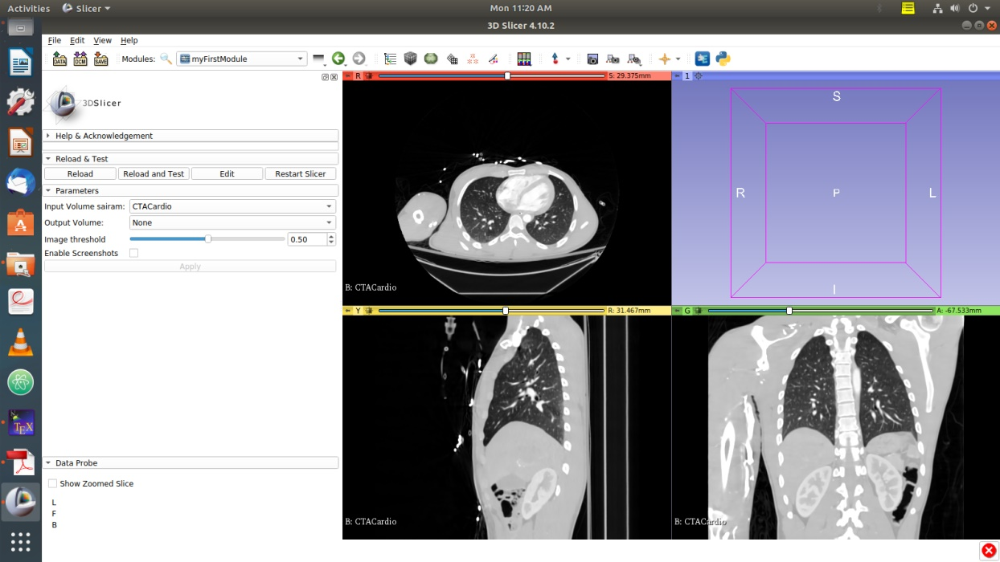 Activities Slicer Mon 11:20 AM
3D Slicer 4.10.2
File Edit View Help
DATA DCM SAVE Modules: myFirstModule
R S: 29.375mm 1
3DSlicer
Help & Acknowledgement
Reload & Test
Reload Reload and Test Edit Restart Slicer
Parameters
Input Volume sairam: CTACardio
Output Volume: None
Image threshold 0.50
Enable Screenshots
Apply
S
R P L
I
B: CTACardio
Y R: 31.467mm G A: -67.533mm
TEX
Data Probe
Show Zoomed Slice
L
F
B
B: CTACardio B: CTACardio